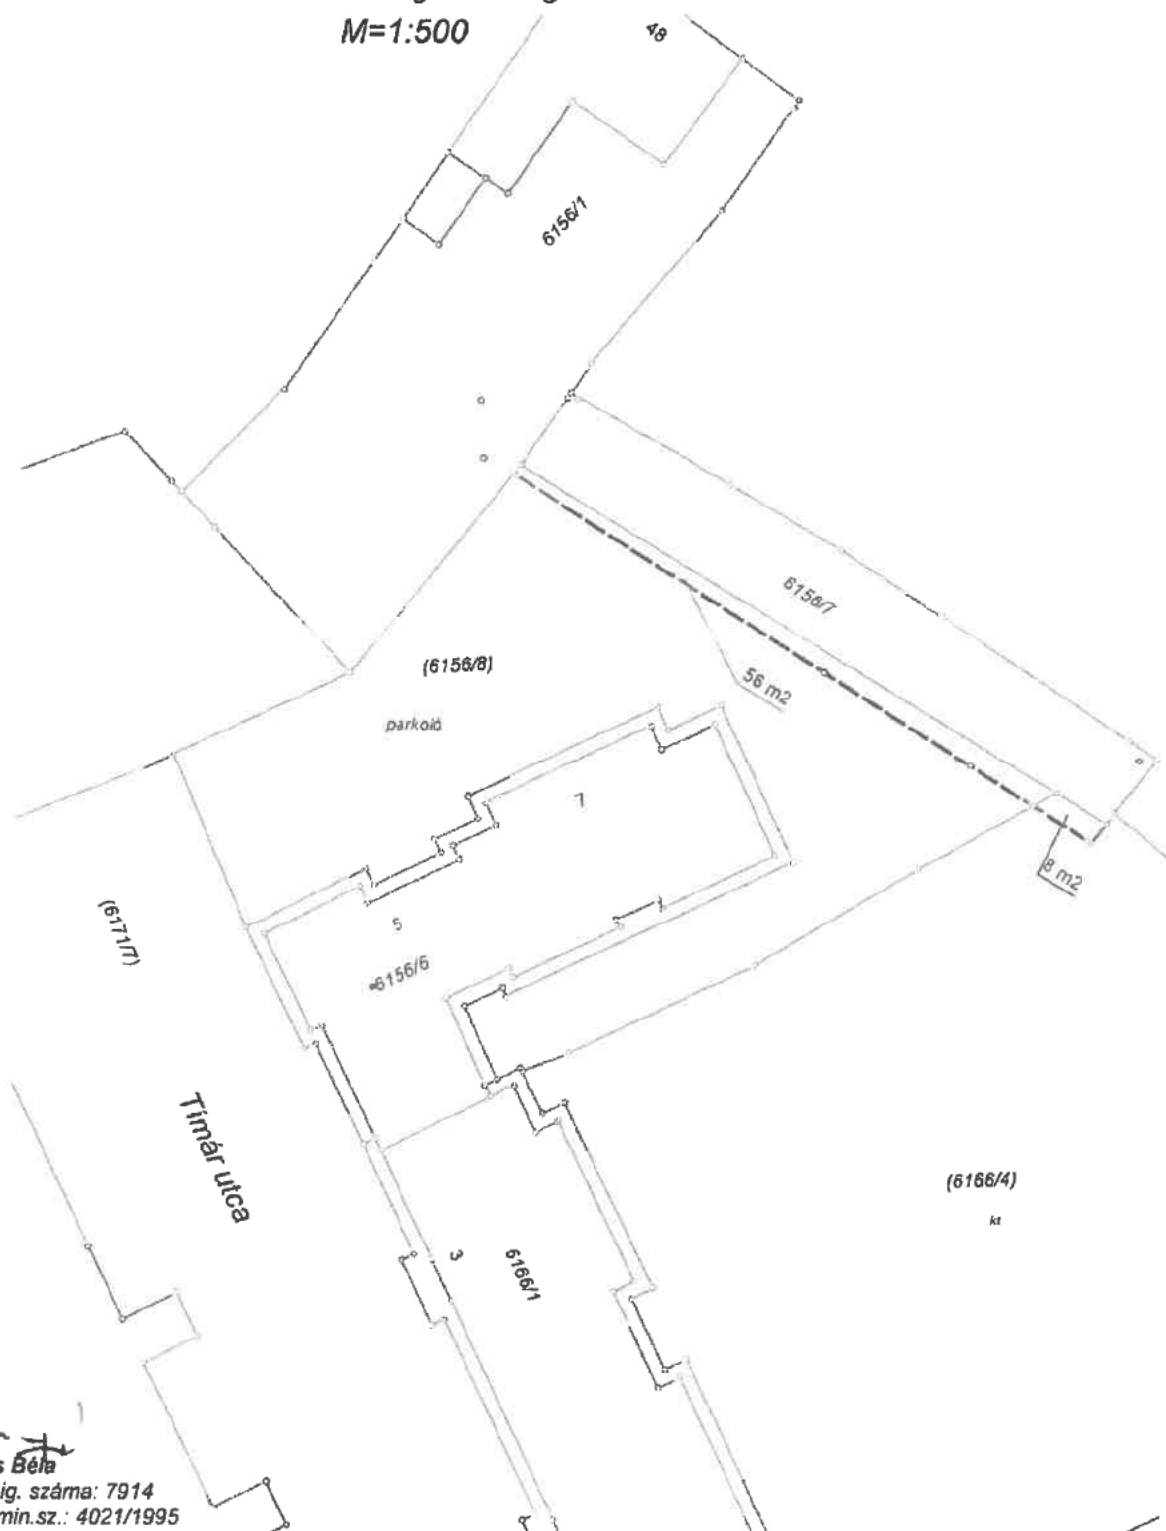 M=1:500
48
6156/1
6156/7
(6156/8)
parkoló
56 m2
7
8 m2
5
6156/6
(6171/7)
Tímár utca
(6166/4)
kt
3
6166/1
s Béla
ig. száma: 7914
min.sz.: 4021/1995